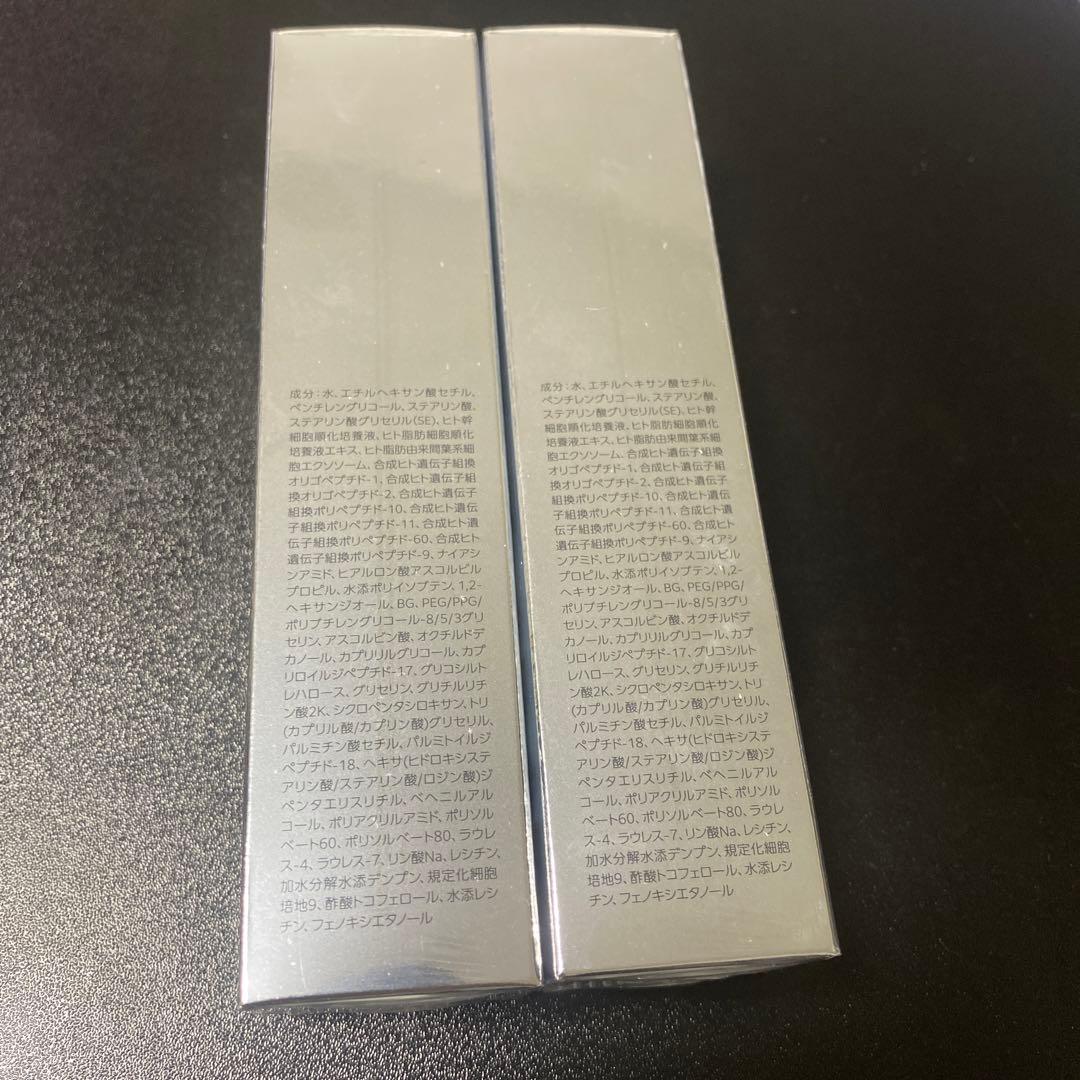 成分：水、エチルヘキサン酸セチル、
ペンチレングリコール、ステアリン酸、
ステアリン酸グリセリル(SE)、ヒト幹
細胞順化培養液、ヒト脂肪細胞順化
培養液エキス、ヒト脂肪由来間葉系細
胞エクソソーム、合成ヒト遺伝子組換
オリゴペプチド-1、合成ヒト遺伝子組
換オリゴペプチド-2、合成ヒト遺伝子
組換ポリペプチド-10、合成ヒト遺伝
子組換ポリペプチド-11、合成ヒト遺
伝子組換ポリペプチド-60、合成ヒト
遺伝子組換ポリペプチド-9、ナイアシ
ンアミド、ヒアルロン酸アスコルビル
プロピル、水添ポリイソブテン、1,2-
ヘキサンジオール、BG、PEG/PPG/
ポリブチレングリコール-8/5/3グリ
セリン、アスコルビン酸、オクチルドデ
カノール、カプリリルグリコール、カプ
ロイルジペプチド-17、グリコシルト
レハロース、グリセリン、グリチルリチ
ン酸2K、シクロペンタシロキサン、トリ
(カプリル酸/カプリン酸)グリセリル、
パルミチン酸セチル、パルミトイルジ
ペプチド-18、ヘキサ(ヒドロキシステ
アリン酸/ステアリン酸/ロジン酸)ジ
ペンタエリスリチル、ベヘニルアル
コール、ポリアクリルアミド、ポリソル
ベート60、ポリソルベート80、ラウレ
ス-4、ラウレス-7、リン酸Na、レシチン、
加水分解水添デンプン、規定化細胞
培地9、酢酸トコフェロール、水添レシ
チン、フェノキシエタノール
成分：水、エチルヘキサン酸セチル、
ペンチレングリコール、ステアリン酸、
ステアリン酸グリセリル(SE)、ヒト幹
細胞順化培養液、ヒト脂肪細胞順化
培養液エキス、ヒト脂肪由来間葉系細
胞エクソソーム、合成ヒト遺伝子組換
オリゴペプチド-1、合成ヒト遺伝子組
換オリゴペプチド-2、合成ヒト遺伝子
組換ポリペプチド-10、合成ヒト遺伝
子組換ポリペプチド-11、合成ヒト遺
伝子組換ポリペプチド-60、合成ヒト
遺伝子組換ポリペプチド-9、ナイアシ
ンアミド、ヒアルロン酸アスコルビル
プロピル、水添ポリイソブテン、1,2-
ヘキサンジオール、BG、PEG/PPG/
ポリブチレングリコール-8/5/3グリ
セリン、アスコルビン酸、オクチルドデ
カノール、カプリリルグリコール、カプ
リロイルジペプチド-17、グリコシルト
レハロース、グリセリン、グリチルリチ
ン酸2K、シクロペンタシロキサン、トリ
(カプリル酸/カプリン酸)グリセリル、
パルミチン酸セチル、パルミトイルジ
ペプチド-18、ヘキサ(ヒドロキシステ
アリン酸/ステアリン酸/ロジン酸)ジ
ペンタエリスリチル、ベヘニルアル
コール、ポリアクリルアミド、ポリソル
ベート60、ポリソルベート80、ラウレ
ス-4、ラウレス-7、リン酸Na、レシチン、
加水分解水添デンプン、規定化細胞
培地9、酢酸トコフェロール、水添レシ
チン、フェノキシエタノール